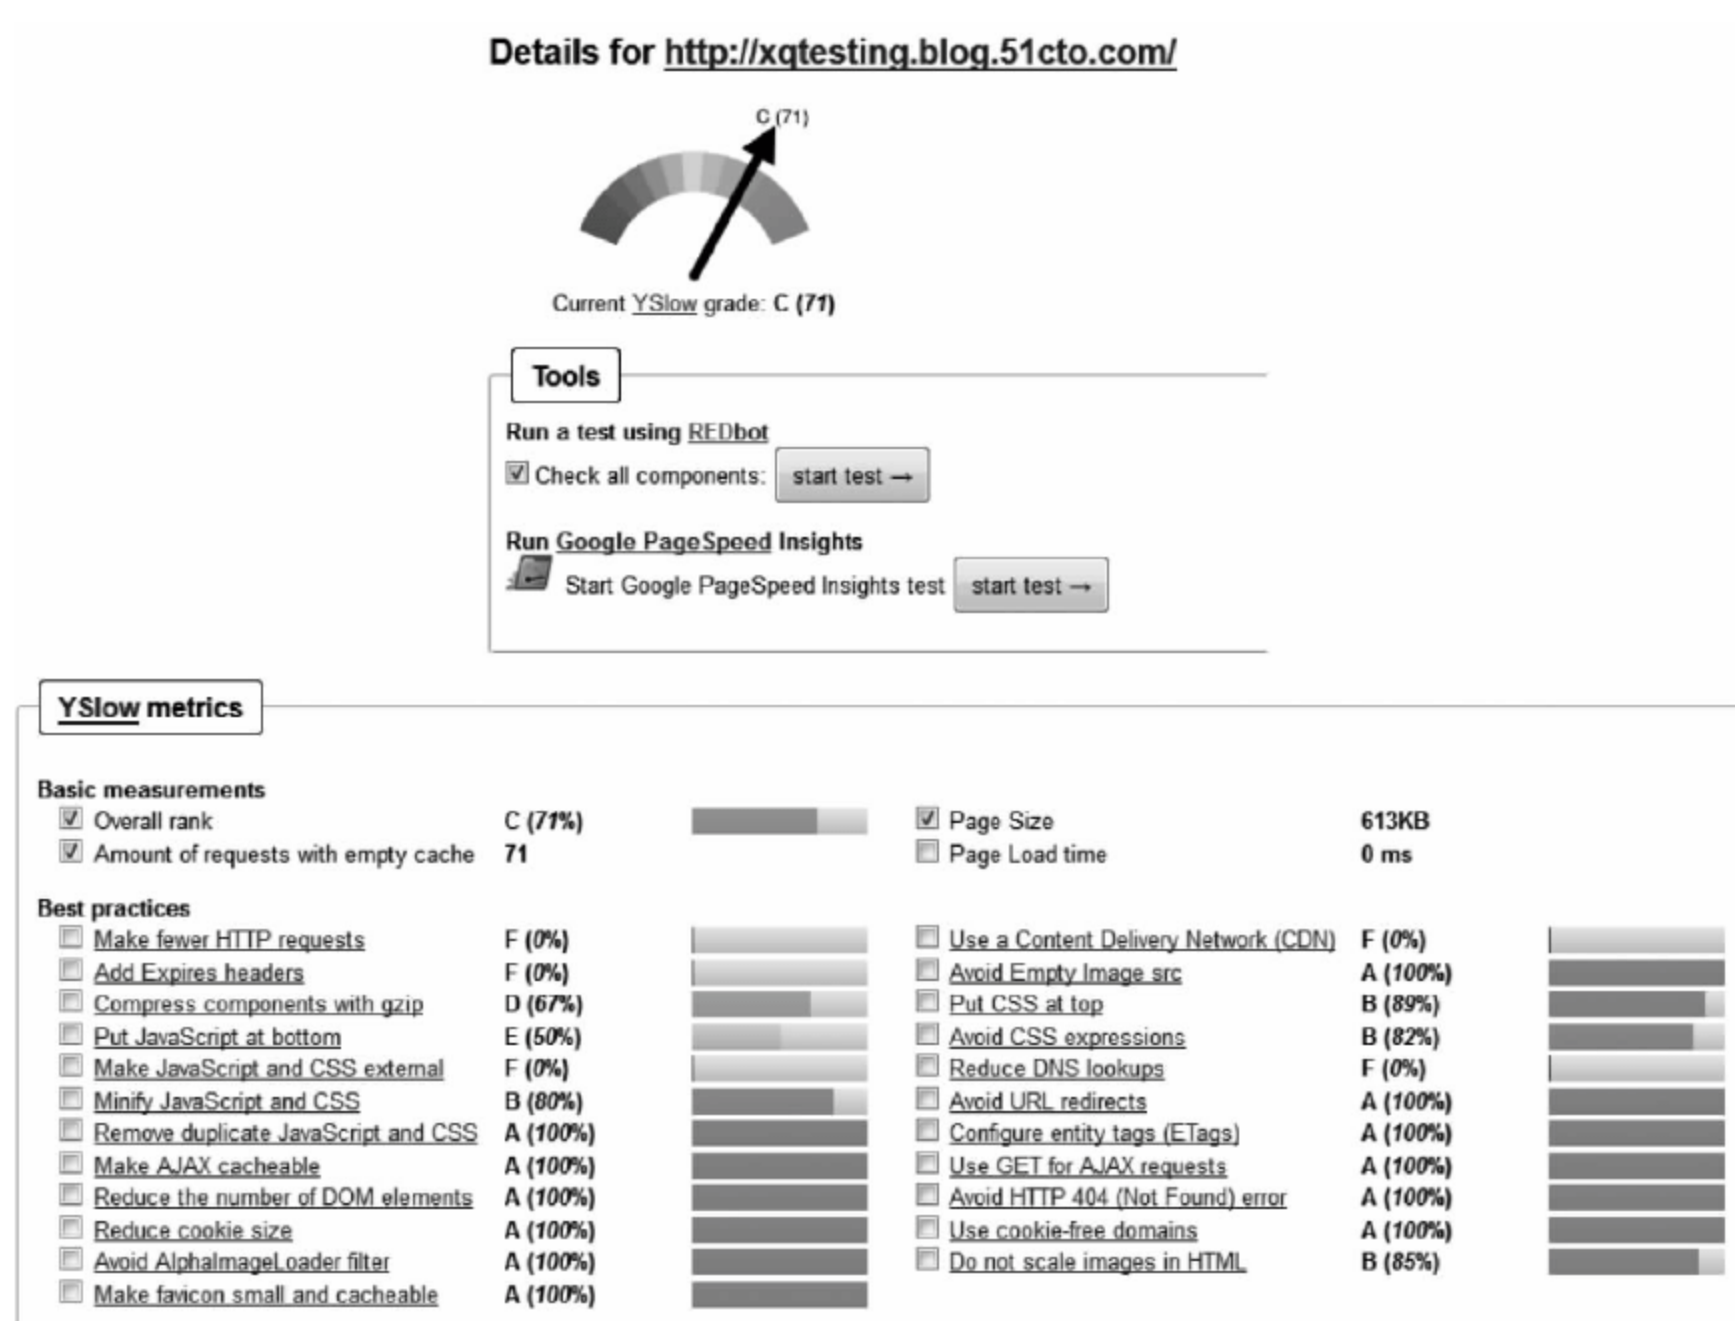 Details for http://xqtesting.blog.51cto.com/
C (71)
Current YSlow grade: C (71)
Tools
Run a test using REDbot
Check all components: start test →
Run Google PageSpeed Insights
Start Google PageSpeed Insights test start test →
YSlow metrics
Basic measurements
Overall rank C (71%) Page Size 613KB
Amount of requests with empty cache 71 Page Load time 0 ms
Best practices
Make fewer HTTP requests F (0%) Use a Content Delivery Network (CDN) F (0%)
Add Expires headers F (0%) Avoid Empty Image src A (100%)
Compress components with gzip D (67%) Put CSS at top B (89%)
Put JavaScript at bottom E (50%) Avoid CSS expressions B (82%)
Make JavaScript and CSS external F (0%) Reduce DNS lookups F (0%)
Minify JavaScript and CSS B (80%) Avoid URL redirects A (100%)
Remove duplicate JavaScript and CSS A (100%) Configure entity tags (ETags) A (100%)
Make AJAX cacheable A (100%) Use GET for AJAX requests A (100%)
Reduce the number of DOM elements A (100%) Avoid HTTP 404 (Not Found) error A (100%)
Reduce cookie size A (100%) Use cookie-free domains A (100%)
Avoid AlphaImageLoader filter A (100%) Do not scale images in HTML B (85%)
Make favicon small and cacheable A (100%)